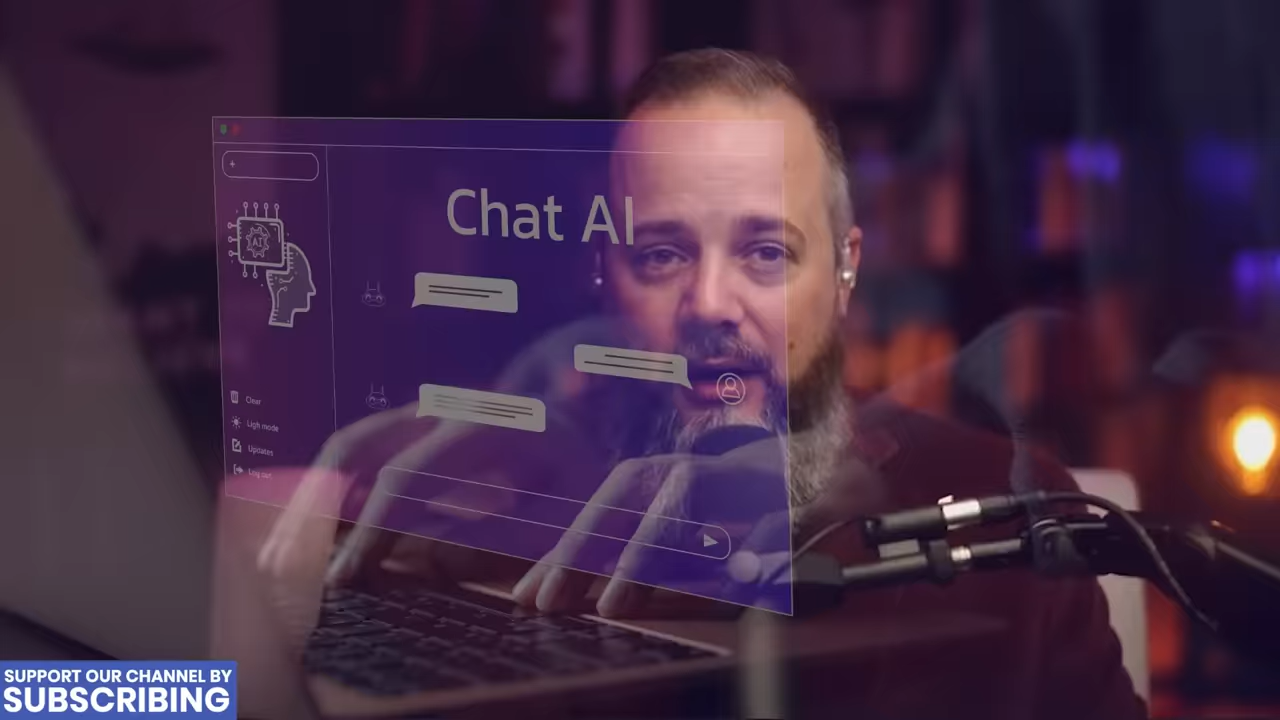 +
Chat AI
AI
Clear
Ligh mode
Updates
Log out
SUPPORT OUR CHANNEL BY
SUBSCRIBING